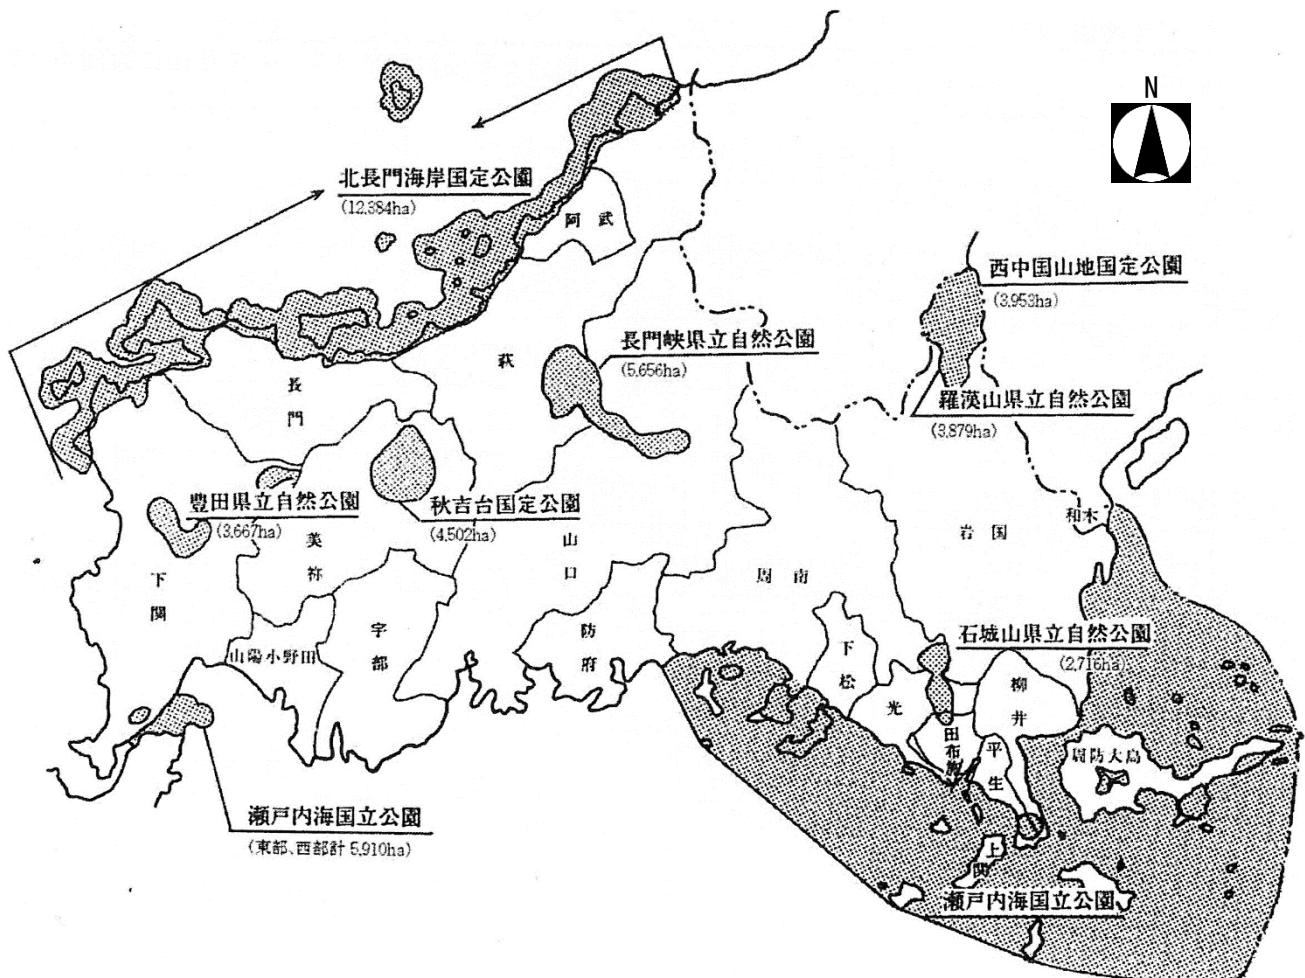 N
北長門海岸国定公園
(12,384ha)
阿武
西中国山地国定公園
(3,953ha)
長門峡県立自然公園
(5,656ha)
萩
長門
羅漢山県立自然公園
(3,879ha)
豊田県立自然公園
(3,667ha)
秋吉台国定公園
(4,502ha)
美祢
山口
和木
岩国
周南
下関
宇部
防府
山陽小野田
石城山県立自然公園
(2,716ha)
下松
光
柳井
田布施
平生
周防大島
瀬戸内海国立公園
(東部、西部計 5,910ha)
上関
瀬戸内海国立公園